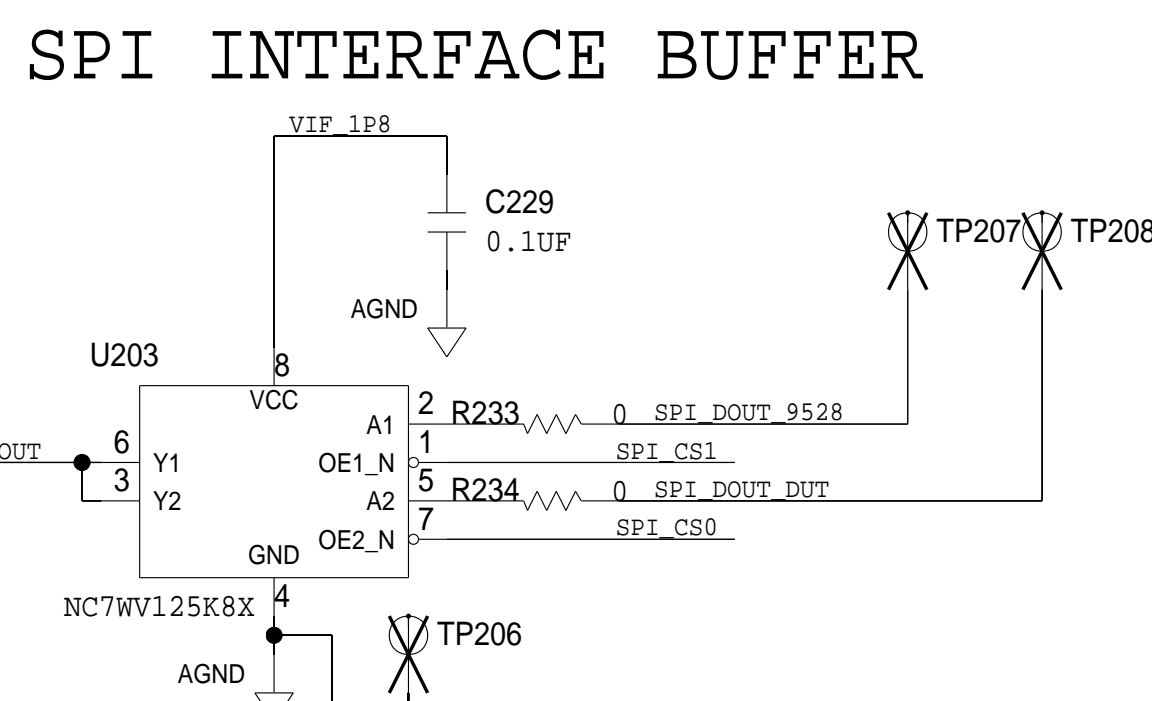 SPI INTERFACE BUFFER
VIF_1P8
C229
0.1UF
TP207
TP208
AGND
U203
8
VCC
2
R233
0
SPI_DOUT_9528
A1
OUT
6
Y1
1
SPI_CS1
OE1_N
3
Y2
5
R234
0
SPI_DOUT_DUT
A2
7
SPI_CS0
OE2_N
GND
NC7WV125K8X
4
TP206
AGND